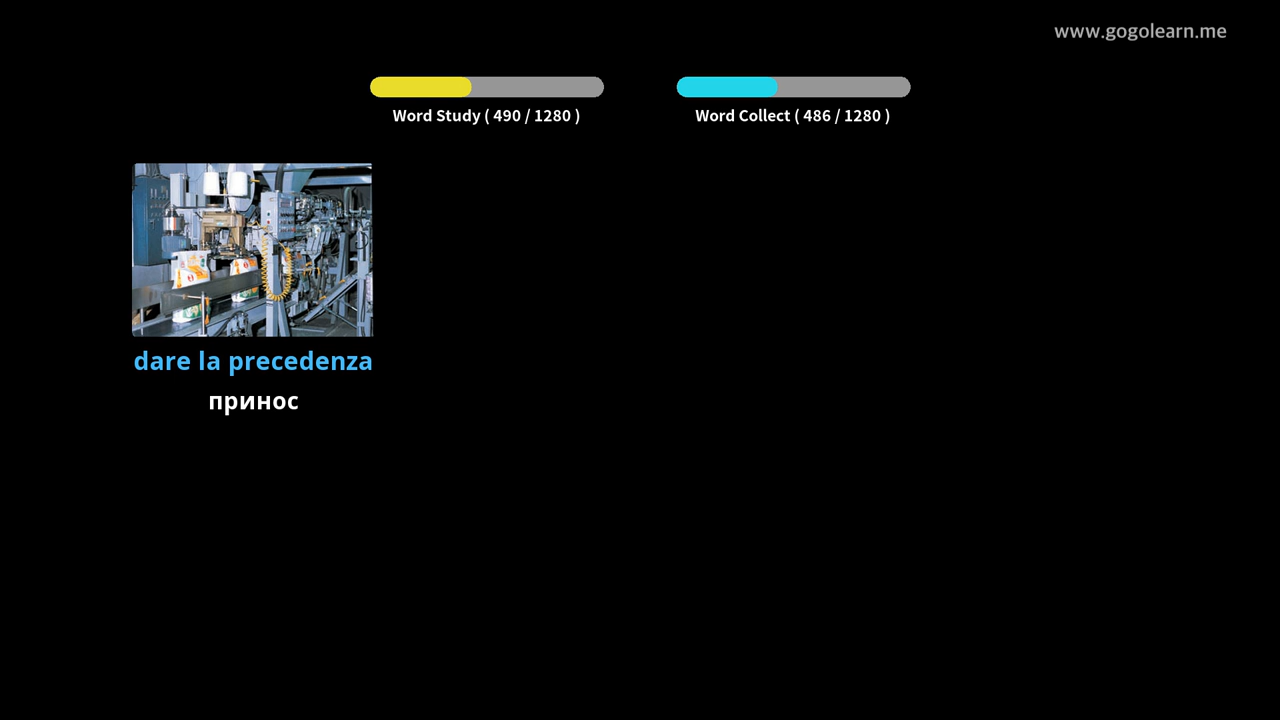 www.gogolearn.me
Word Study ( 490 / 1280 )
Word Collect ( 486 / 1280 )
dare la precedenza
принос